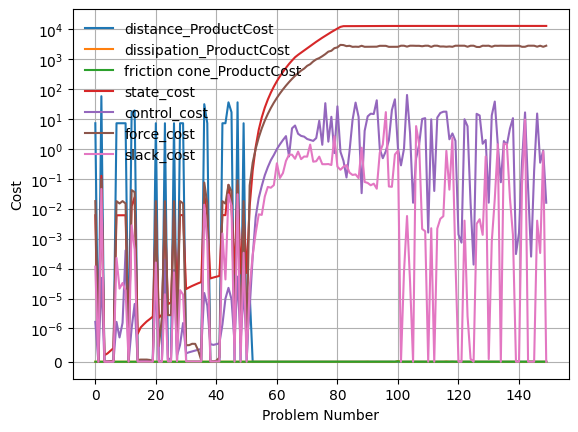 distance_ProductCost
dissipation_ProductCost
friction cone_ProductCost
state_cost
control_cost
force_cost
slack_cost
10⁴
10³
10²
10¹
10⁰
10⁻¹
10⁻²
10⁻³
10⁻⁴
10⁻⁵
10⁻⁶
0
Cost
0 20 40 60 80 100 120 140
Problem Number